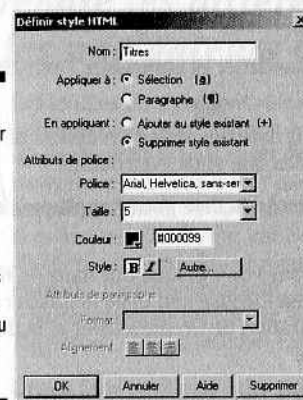 Définir style HTML
Nom : Titres
Appliquer à : Sélection (a)
Paragraphe (¶)
En appliquant : Ajouter au style existant (+)
Supprimer style existant
Attributs de police :
Police : Arial, Helvetica, sans-ser
Taille : 5
Couleur : #000099
Style : B I Autre...
Attributs de paragraphe
Format :
Alignement :
OK Annuler Aide Supprimer